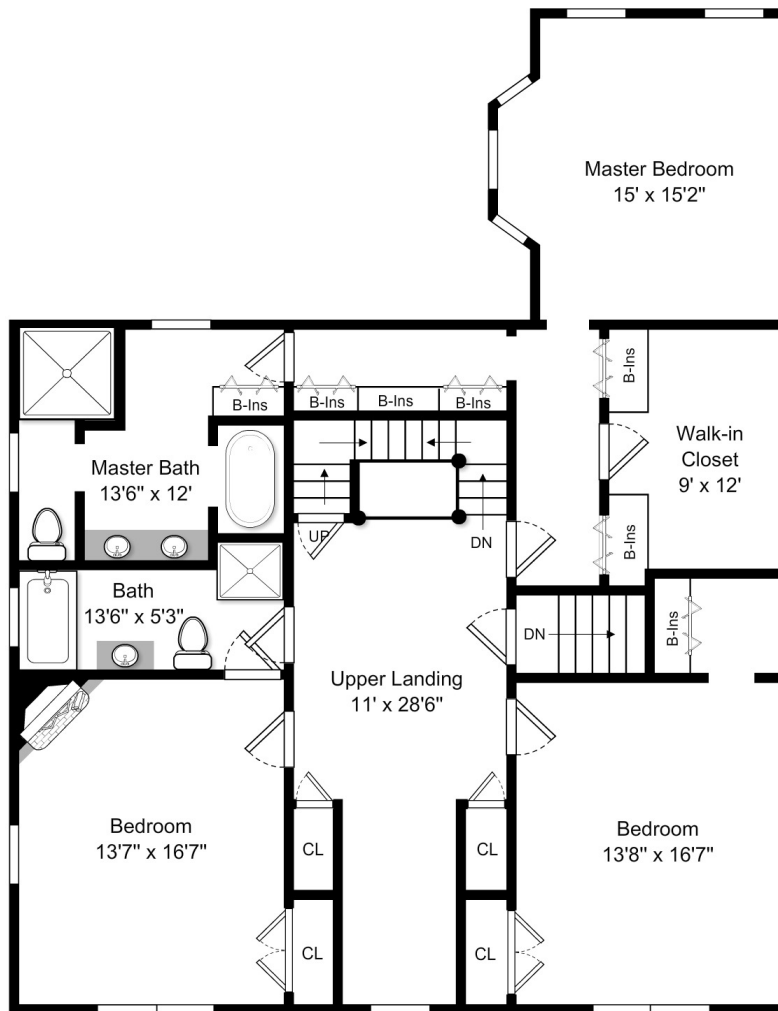 Master Bedroom
15' x 15'2"
B-Ins
B-Ins
B-Ins
B-Ins
B-Ins
Walk-in
Closet
9' x 12'
Master Bath
13'6" x 12'
B-Ins
UP
DN
Bath
13'6" x 5'3"
DN
B-Ins
Upper Landing
11' x 28'6"
Bedroom
13'7" x 16'7"
CL
CL
Bedroom
13'8" x 16'7"
CL
CL